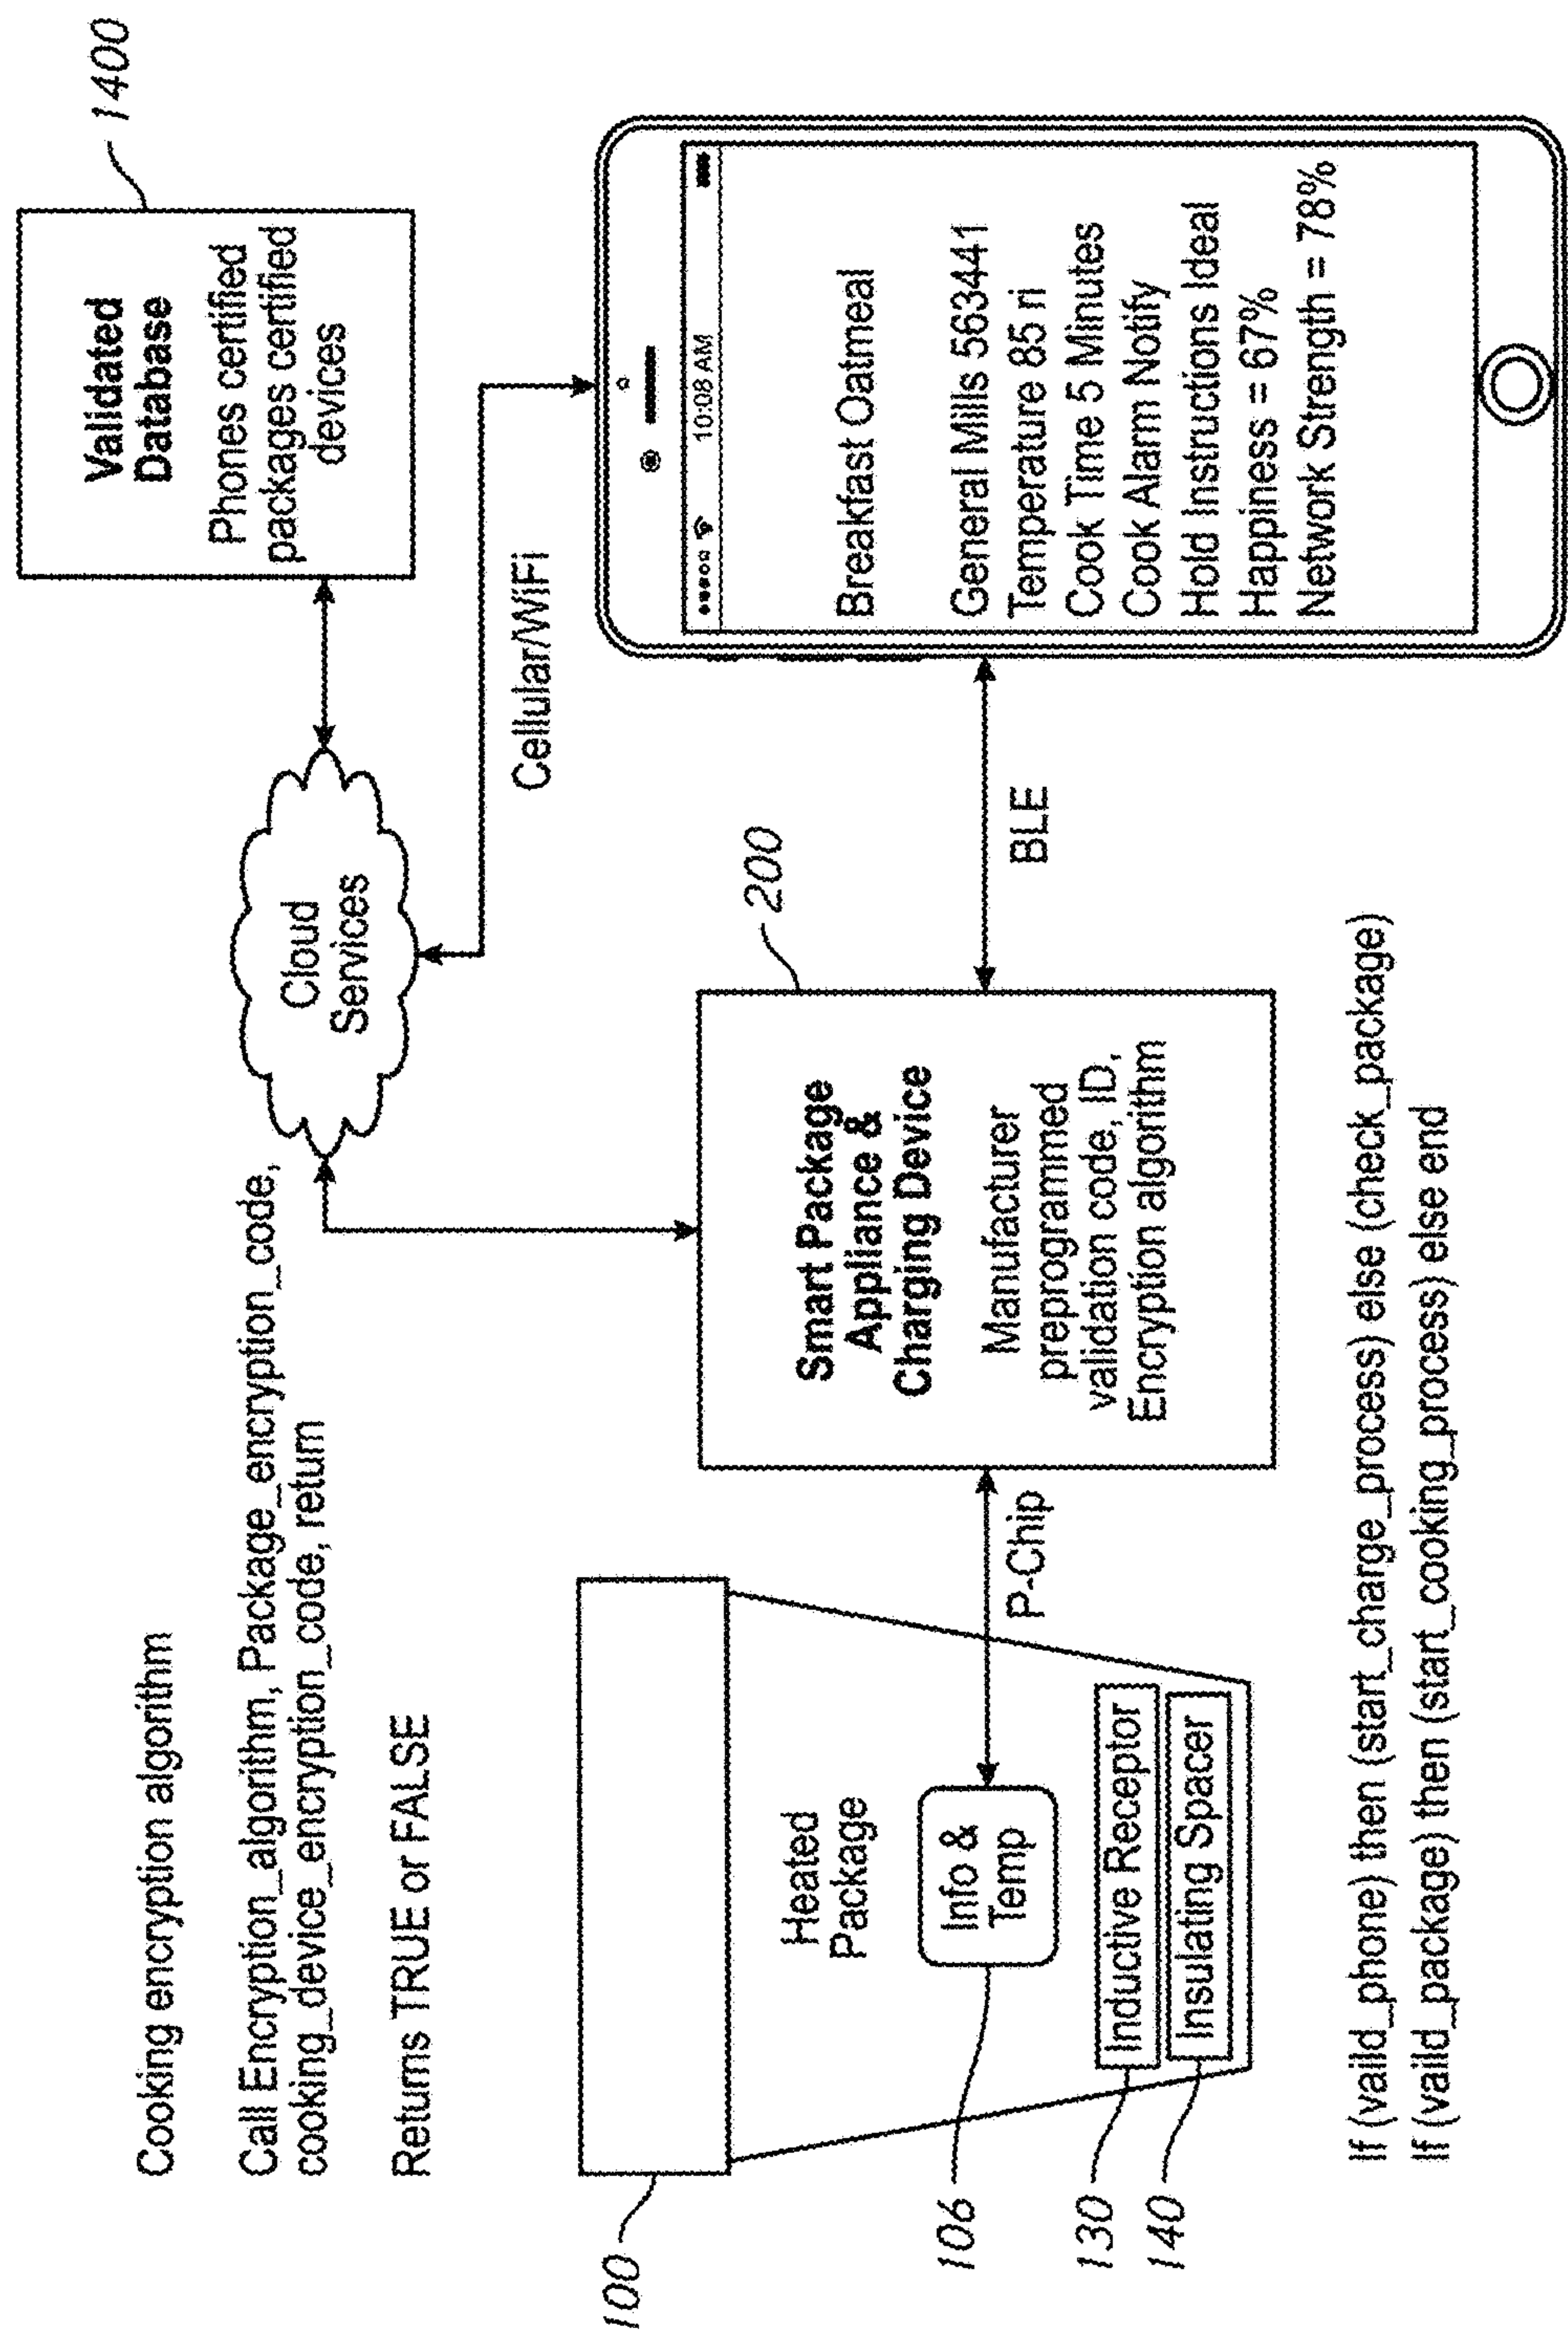 Cooking encryption algorithm
Call Encryption_algorithm, Package_encryption_code,
cooking_device_encryption_code, return
Returns TRUE or FALSE
Validated
Database
Phones certified
packages certified
devices
1400
Cloud
Services
Cellular/WiFi
100
Heated
Package
Info &
Temp
106
Inductive Receptor
130
Insulating Spacer
140
P-Chip
Smart Package
Appliance &
Charging Device
Manufacturer
preprogrammed
validation code, ID,
Encryption algorithm
200
BLE
10:08 AM
Breakfast Oatmeal
General Mills 563441
Temperature 85 ri
Cook Time 5 Minutes
Cook Alarm Notify
Hold Instructions Ideal
Happiness = 67%
Network Strength = 78%
If (vaild_phone) then (start_charge_process) else (check_package)
If (vaild_package) then (start_cooking_process) else end